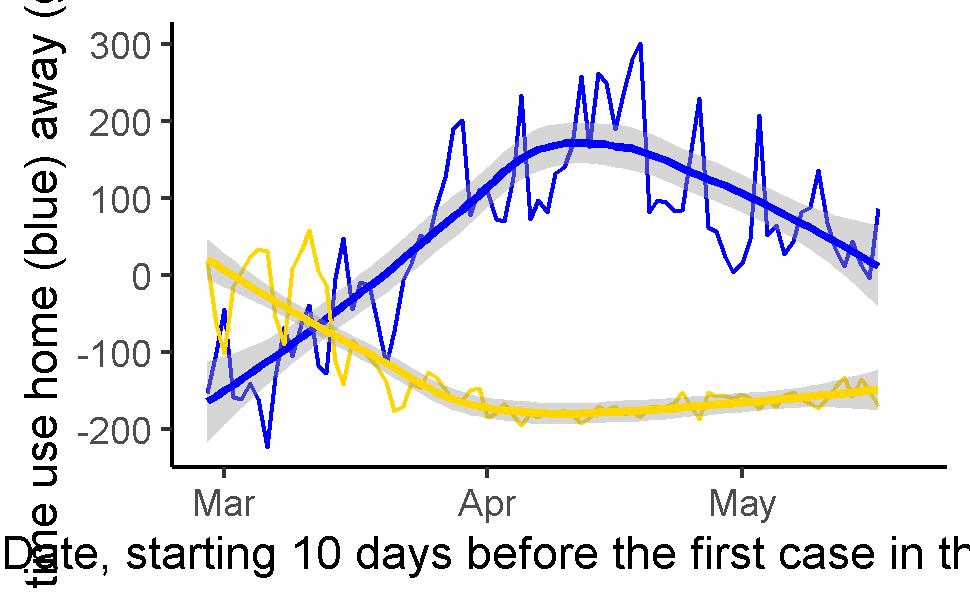 time use home (blue) away (
300
200
100
0
-100
-200
Mar Apr May
Date, starting 10 days before the first case in th